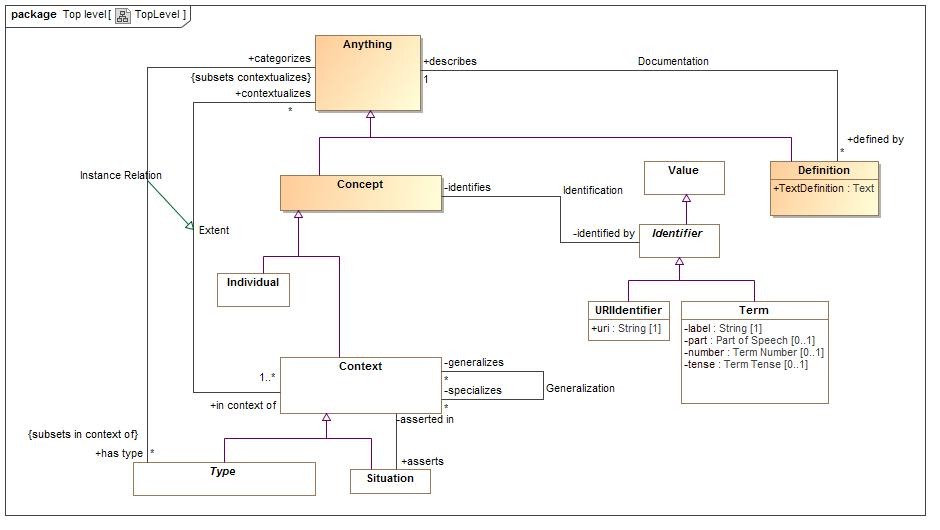 package Top level[ TopLevel ]
Anything
+categorizes
{subsets contextualizes}
+contextualizes
*
+describes
1
Documentation
+defined by
*
Definition
+TextDefinition : Text
Instance Relation
Extent
Concept
-identifies
Identification
-identified by
Value
Identifier
Individual
URIIdentifier
+uri : String [1]
Term
-label : String [1]
-part : Part of Speech [0..1]
-number : Term Number [0..1]
-tense : Term Tense [0..1]
Context
1..*
+in context of
-generalizes
*
-specializes
*
Generalization
-asserted in
+asserts
{subsets in context of}
+has type *
Type
Situation